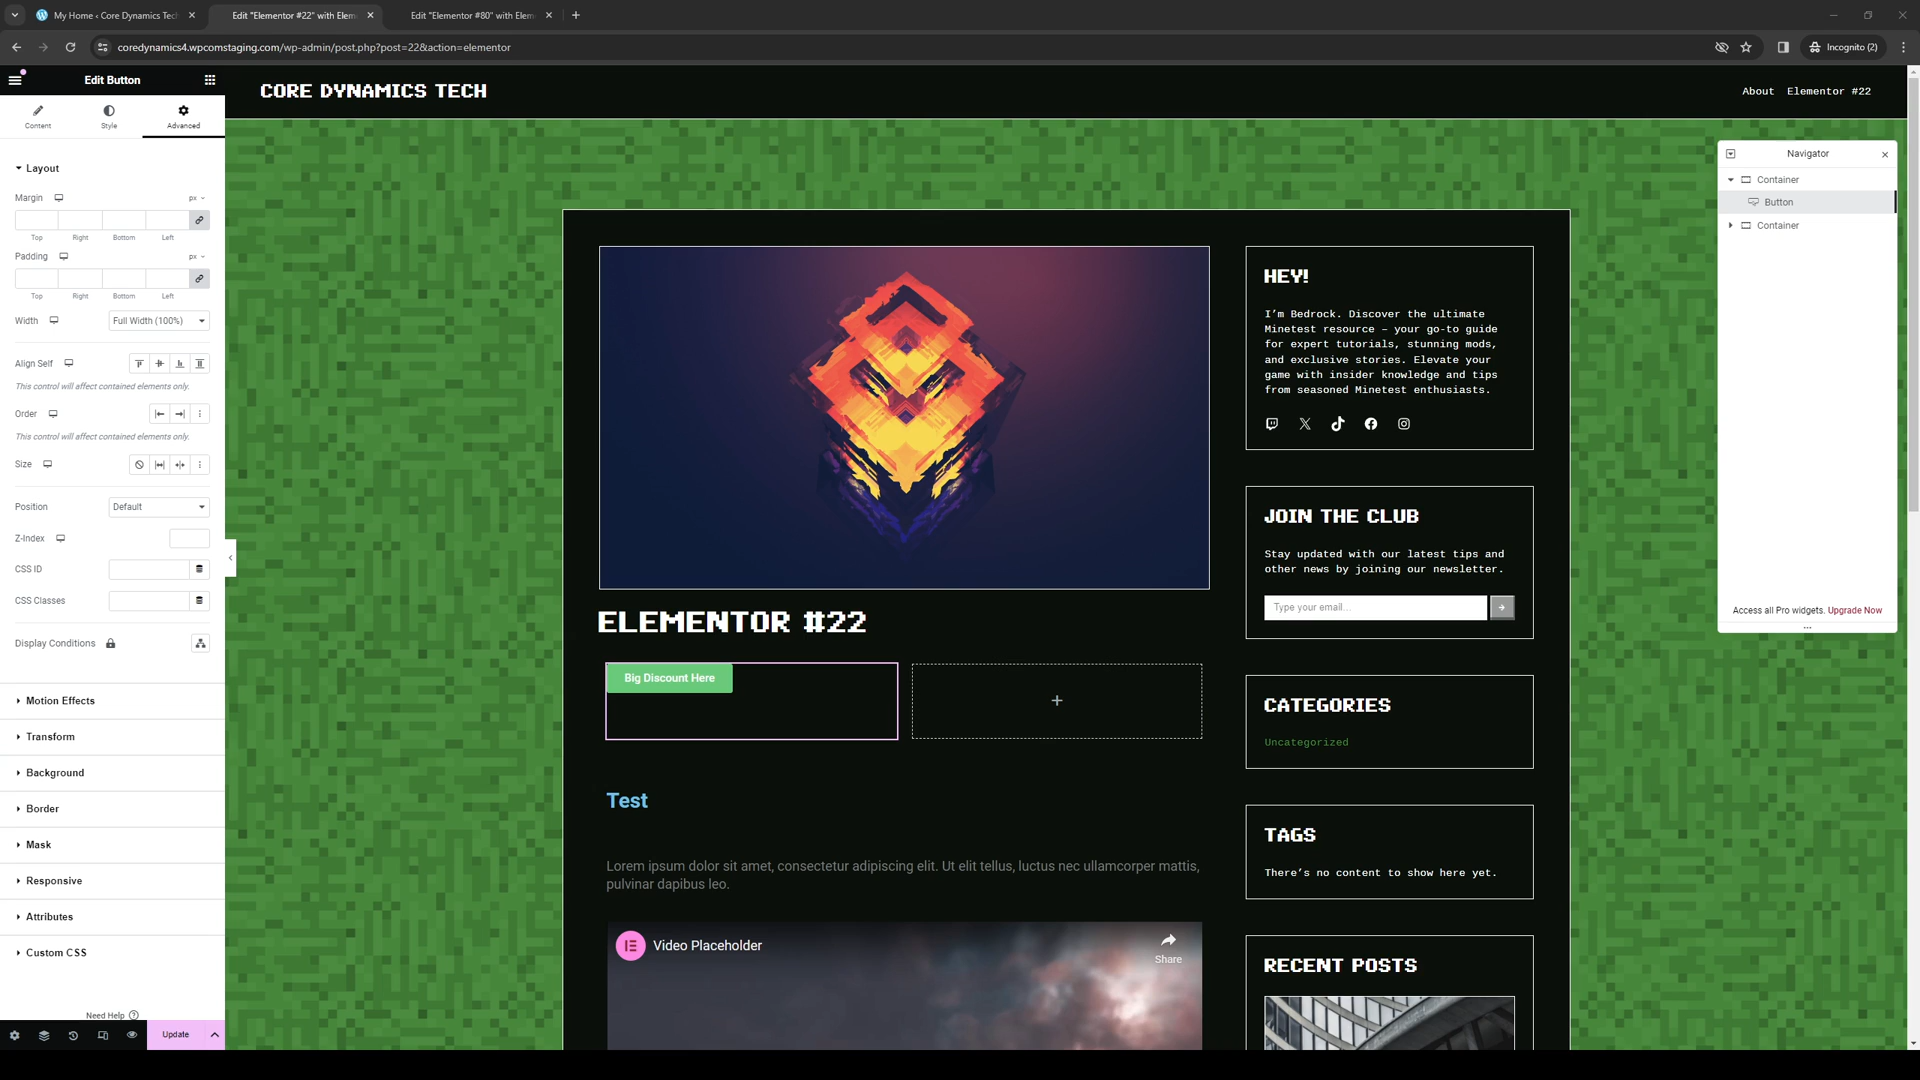 My Home ‹ Core Dynamics Tech
Edit "Elementor #22" with Elem
Edit "Elementor #80" with Elem
coredynamics4.wpcomstaging.com/wp-admin/post.php?post=22&action=elementor
Incognito (2)
Edit Button
Content
Style
Advanced
Layout
Margin
px
Top
Right
Bottom
Left
Padding
px
Top
Right
Bottom
Left
Width
Full Width (100%)
Align Self
This control will affect contained elements only.
Order
This control will affect contained elements only.
Size
Position
Default
Z-Index
CSS ID
CSS Classes
Display Conditions
Motion Effects
Transform
Background
Border
Mask
Responsive
Attributes
Custom CSS
Need Help
Update
CORE DYNAMICS TECH
About
Elementor #22
ELEMENTOR #22
Big Discount Here
Test
Lorem ipsum dolor sit amet, consectetur adipiscing elit. Ut elit tellus, luctus nec ullamcorper mattis,
pulvinar dapibus leo.
Video Placeholder
Share
HEY!
I'm Bedrock. Discover the ultimate
Minetest resource – your go-to guide
for expert tutorials, stunning mods,
and exclusive stories. Elevate your
game with insider knowledge and tips
from seasoned Minetest enthusiasts.
JOIN THE CLUB
Stay updated with our latest tips and
other news by joining our newsletter.
Type your email...
CATEGORIES
Uncategorized
TAGS
There's no content to show here yet.
RECENT POSTS
Navigator
Container
Button
Container
Access all Pro widgets. Upgrade Now